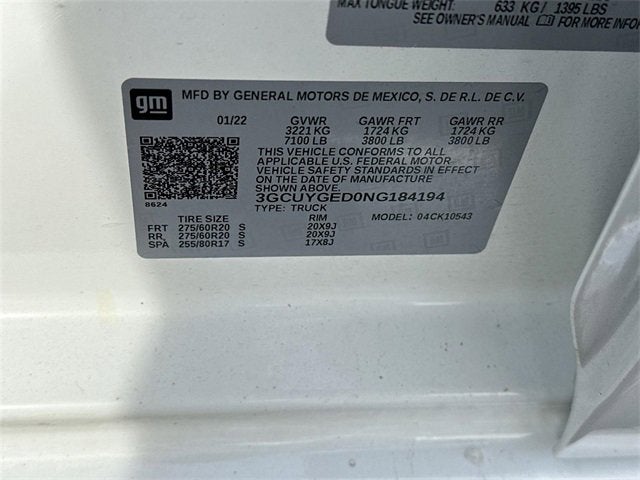 MAX TONGUE WEIGHT: 633 KG/ 1395 LBS
SEE OWNER'S MANUAL FOR MORE INFOR
gm
MFD BY GENERAL MOTORS DE MEXICO, S. DE R.L. DE C.V.
01/22 GVWR GAWR FRT GAWR RR
3221 KG 1724 KG 1724 KG
7100 LB 3800 LB 3800 LB
THIS VEHICLE CONFORMS TO ALL
APPLICABLE U.S. FEDERAL MOTOR
VEHICLE SAFETY STANDARDS IN EFFECT
ON THE DATE OF MANUFACTURE
SHOWN ABOVE.
3GCUYGED0NG184194
8624
TYPE: TRUCK MODEL: 04CK10543
TIRE SIZE RIM
FRT 275/60R20 S 20X9J
RR 275/60R20 S 20X9J
SPA 255/80R17 S 17X8J